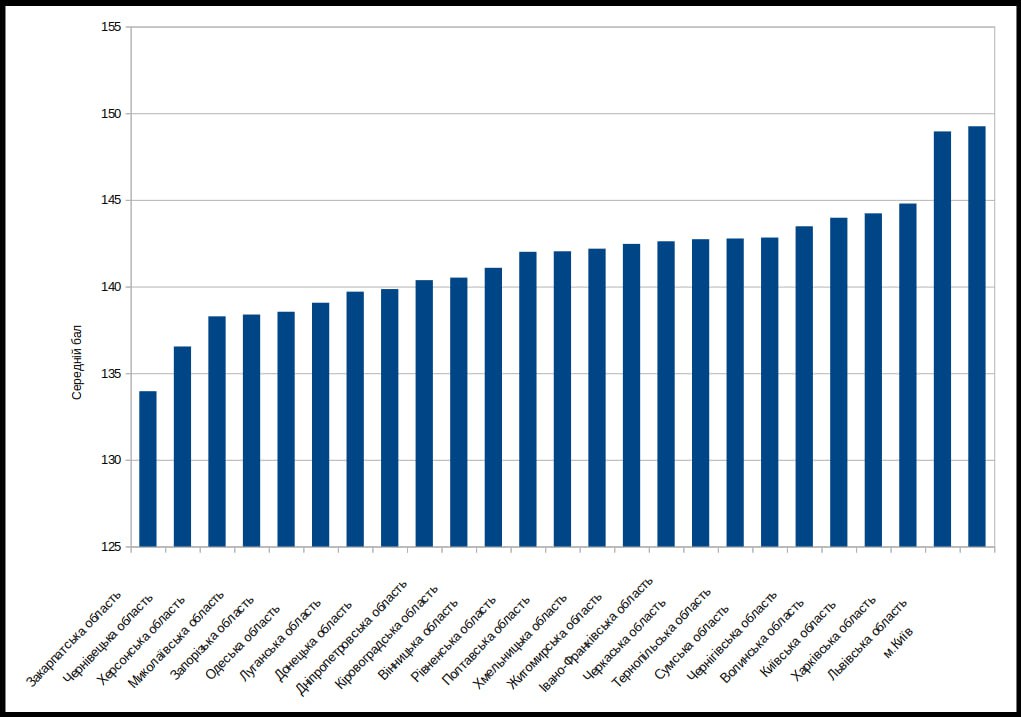 155
150
145
140
135
130
125
Середній бал
Закарпатська область
Чернівецька область
Херсонська область
Миколаївська область
Запорізька область
Одеська область
Луганська область
Донецька область
Дніпропетровська область
Кіровоградська область
Вінницька область
Рівненська область
Полтавська область
Хмельницька область
Житомирська область
Івано-Франківська область
Черкаська область
Тернопільська область
Сумська область
Чернігівська область
Волинська область
Київська область
Харківська область
Львівська область
м.Київ